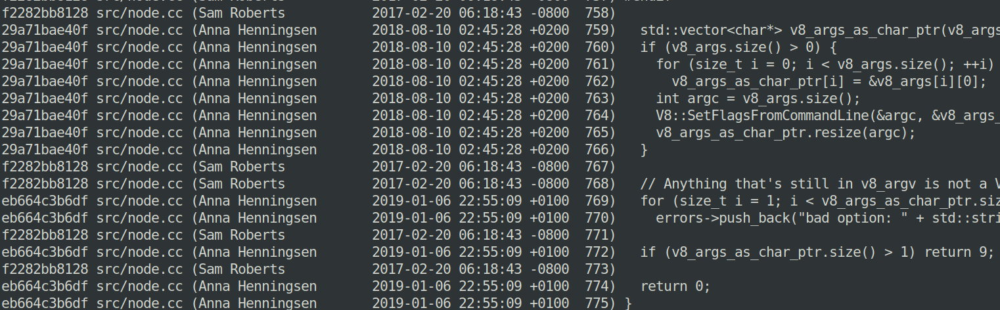 f2282bb8128 src/node.cc (Sam Roberts           2017-02-20 06:18:43 -0800  758)
29a71bae40f src/node.cc (Anna Henningsen       2018-08-10 02:45:28 +0200  759)   std::vector<char*> v8_args_as_char_ptr(v8_args
29a71bae40f src/node.cc (Anna Henningsen       2018-08-10 02:45:28 +0200  760)   if (v8_args.size() > 0) {
29a71bae40f src/node.cc (Anna Henningsen       2018-08-10 02:45:28 +0200  761)     for (size_t i = 0; i < v8_args.size(); ++i)
29a71bae40f src/node.cc (Anna Henningsen       2018-08-10 02:45:28 +0200  762)       v8_args_as_char_ptr[i] = &v8_args[i][0];
29a71bae40f src/node.cc (Anna Henningsen       2018-08-10 02:45:28 +0200  763)     int argc = v8_args.size();
29a71bae40f src/node.cc (Anna Henningsen       2018-08-10 02:45:28 +0200  764)     V8::SetFlagsFromCommandLine(&argc, &v8_args_
29a71bae40f src/node.cc (Anna Henningsen       2018-08-10 02:45:28 +0200  765)     v8_args_as_char_ptr.resize(argc);
29a71bae40f src/node.cc (Anna Henningsen       2018-08-10 02:45:28 +0200  766)   }
f2282bb8128 src/node.cc (Sam Roberts           2017-02-20 06:18:43 -0800  767)
f2282bb8128 src/node.cc (Sam Roberts           2017-02-20 06:18:43 -0800  768)   // Anything that's still in v8_argv is not a V
eb664c3b6df src/node.cc (Anna Henningsen       2019-01-06 22:55:09 +0100  769)   for (size_t i = 1; i < v8_args_as_char_ptr.siz
eb664c3b6df src/node.cc (Anna Henningsen       2019-01-06 22:55:09 +0100  770)     errors->push_back("bad option: " + std::stri
f2282bb8128 src/node.cc (Sam Roberts           2017-02-20 06:18:43 -0800  771)
eb664c3b6df src/node.cc (Anna Henningsen       2019-01-06 22:55:09 +0100  772)   if (v8_args_as_char_ptr.size() > 1) return 9;
f2282bb8128 src/node.cc (Sam Roberts           2017-02-20 06:18:43 -0800  773)
eb664c3b6df src/node.cc (Anna Henningsen       2019-01-06 22:55:09 +0100  774)   return 0;
eb664c3b6df src/node.cc (Anna Henningsen       2019-01-06 22:55:09 +0100  775) }